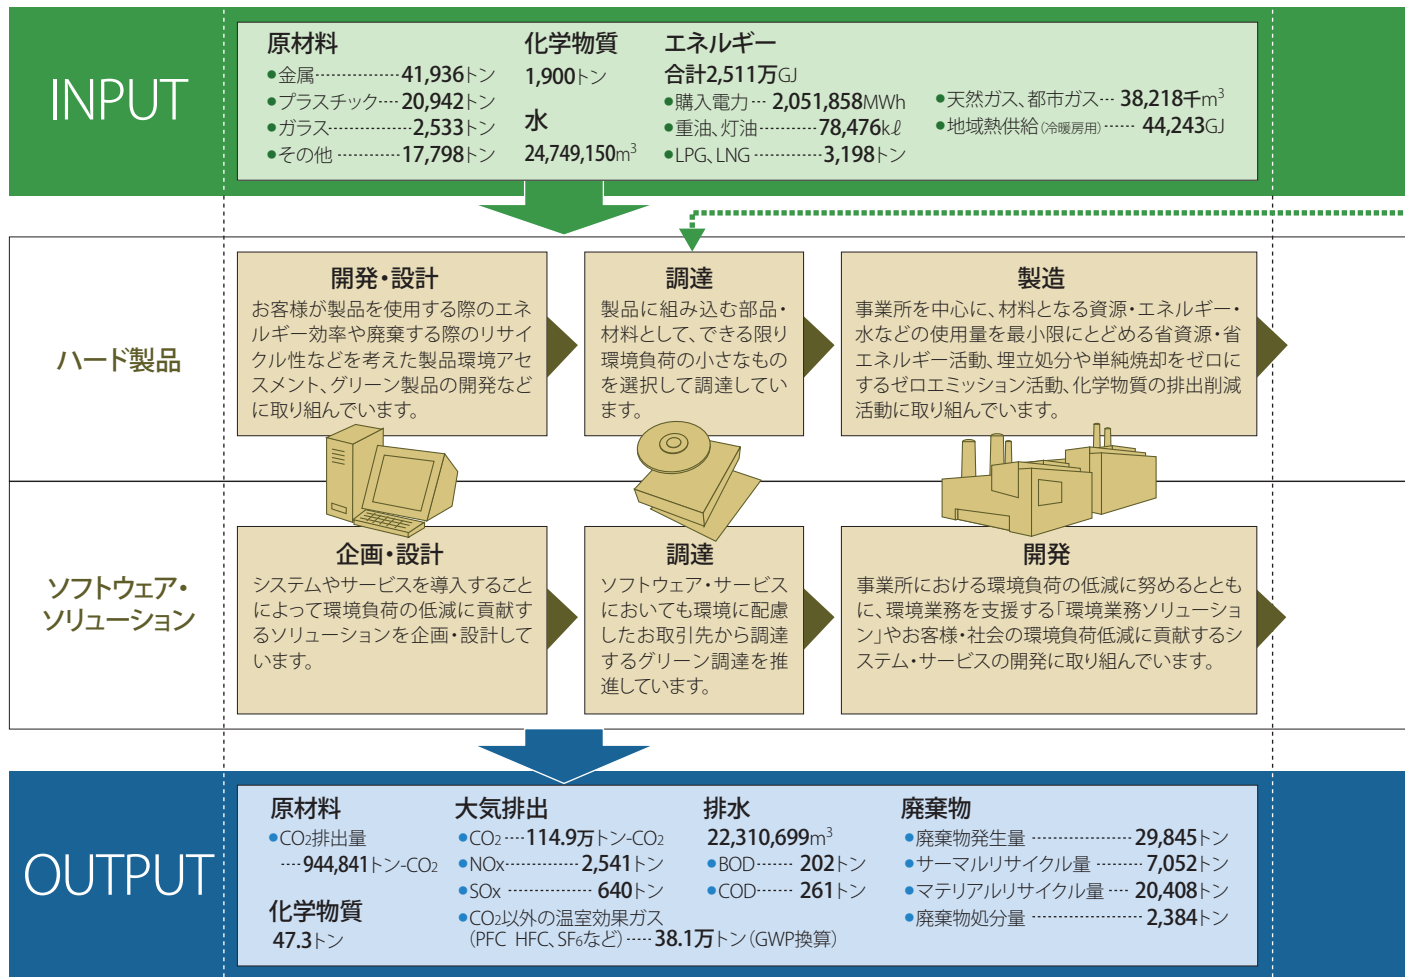 INPUT
原材料
●金属 41,936トン
●プラスチック 20,942トン
●ガラス 2,533トン
●その他 17,798トン
化学物質
1,900トン
水
24,749,150m³
エネルギー
合計2,511万GJ
●購入電力 2,051,858MWh
●重油、灯油 78,476kℓ
●LPG、LNG 3,198トン
●天然ガス、都市ガス 38,218千m³
●地域熱供給(冷暖房用) 44,243GJ
ハード製品
開発・設計
お客様が製品を使用する際のエネ
ルギー効率や廃棄する際のリサイ
クル性などを考えた製品環境アセ
スメント、グリーン製品の開発など
に取り組んでいます。
調達
製品に組み込む部品・
材料として、できる限り
環境負荷の小さなもの
を選択して調達してい
ます。
製造
事業所を中心に、材料となる資源・エネルギー・
水などの使用量を最小限にとどめる省資源・省
エネルギー活動、埋立処分や単純焼却をゼロに
するゼロエミッション活動、化学物質の排出削減
活動に取り組んでいます。
ソフトウェア・
ソリューション
企画・設計
システムやサービスを導入すること
によって環境負荷の低減に貢献す
るソリューションを企画・設計して
います。
調達
ソフトウェア・サービス
においても環境に配慮
したお取引先から調達
するグリーン調達を推
進しています。
開発
事業所における環境負荷の低減に努めるととも
に、環境業務を支援する「環境業務ソリューショ
ン」やお客様・社会の環境負荷低減に貢献するシ
ステム・サービスの開発に取り組んでいます。
OUTPUT
原材料
●CO₂排出量
944,841トン-CO₂
化学物質
47.3トン
大気排出
●CO₂ 114.9万トン-CO₂
●NOx 2,541トン
●SOx 640トン
●CO₂以外の温室効果ガス
(PFC HFC、SF₆など) 38.1万トン(GWP換算)
排水
22,310,699m³
●BOD 202トン
●COD 261トン
廃棄物
●廃棄物発生量 29,845トン
●サーマルリサイクル量 7,052トン
●マテリアルリサイクル量 20,408トン
●廃棄物処分量 2,384トン